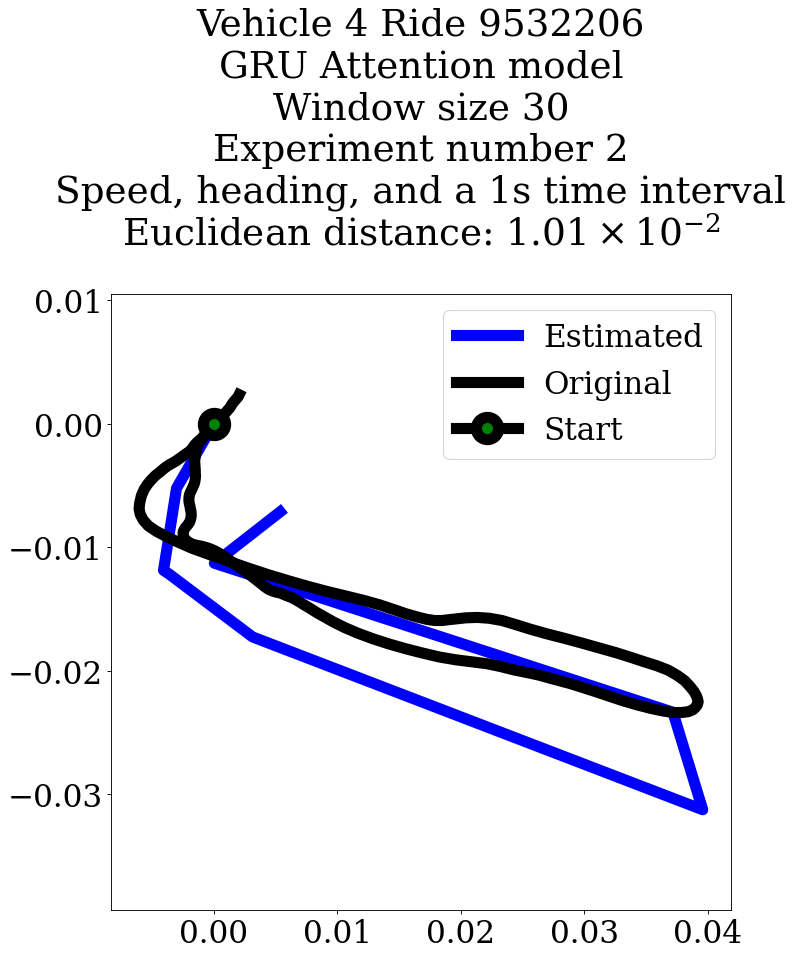 Vehicle 4 Ride 9532206
GRU Attention model
Window size 30
Experiment number 2
Speed, heading, and a 1s time interval
Euclidean distance: 1.01 × 10⁻²
0.01
0.00
−0.01
−0.02
−0.03
Estimated
Original
Start
0.00 0.01 0.02 0.03 0.04